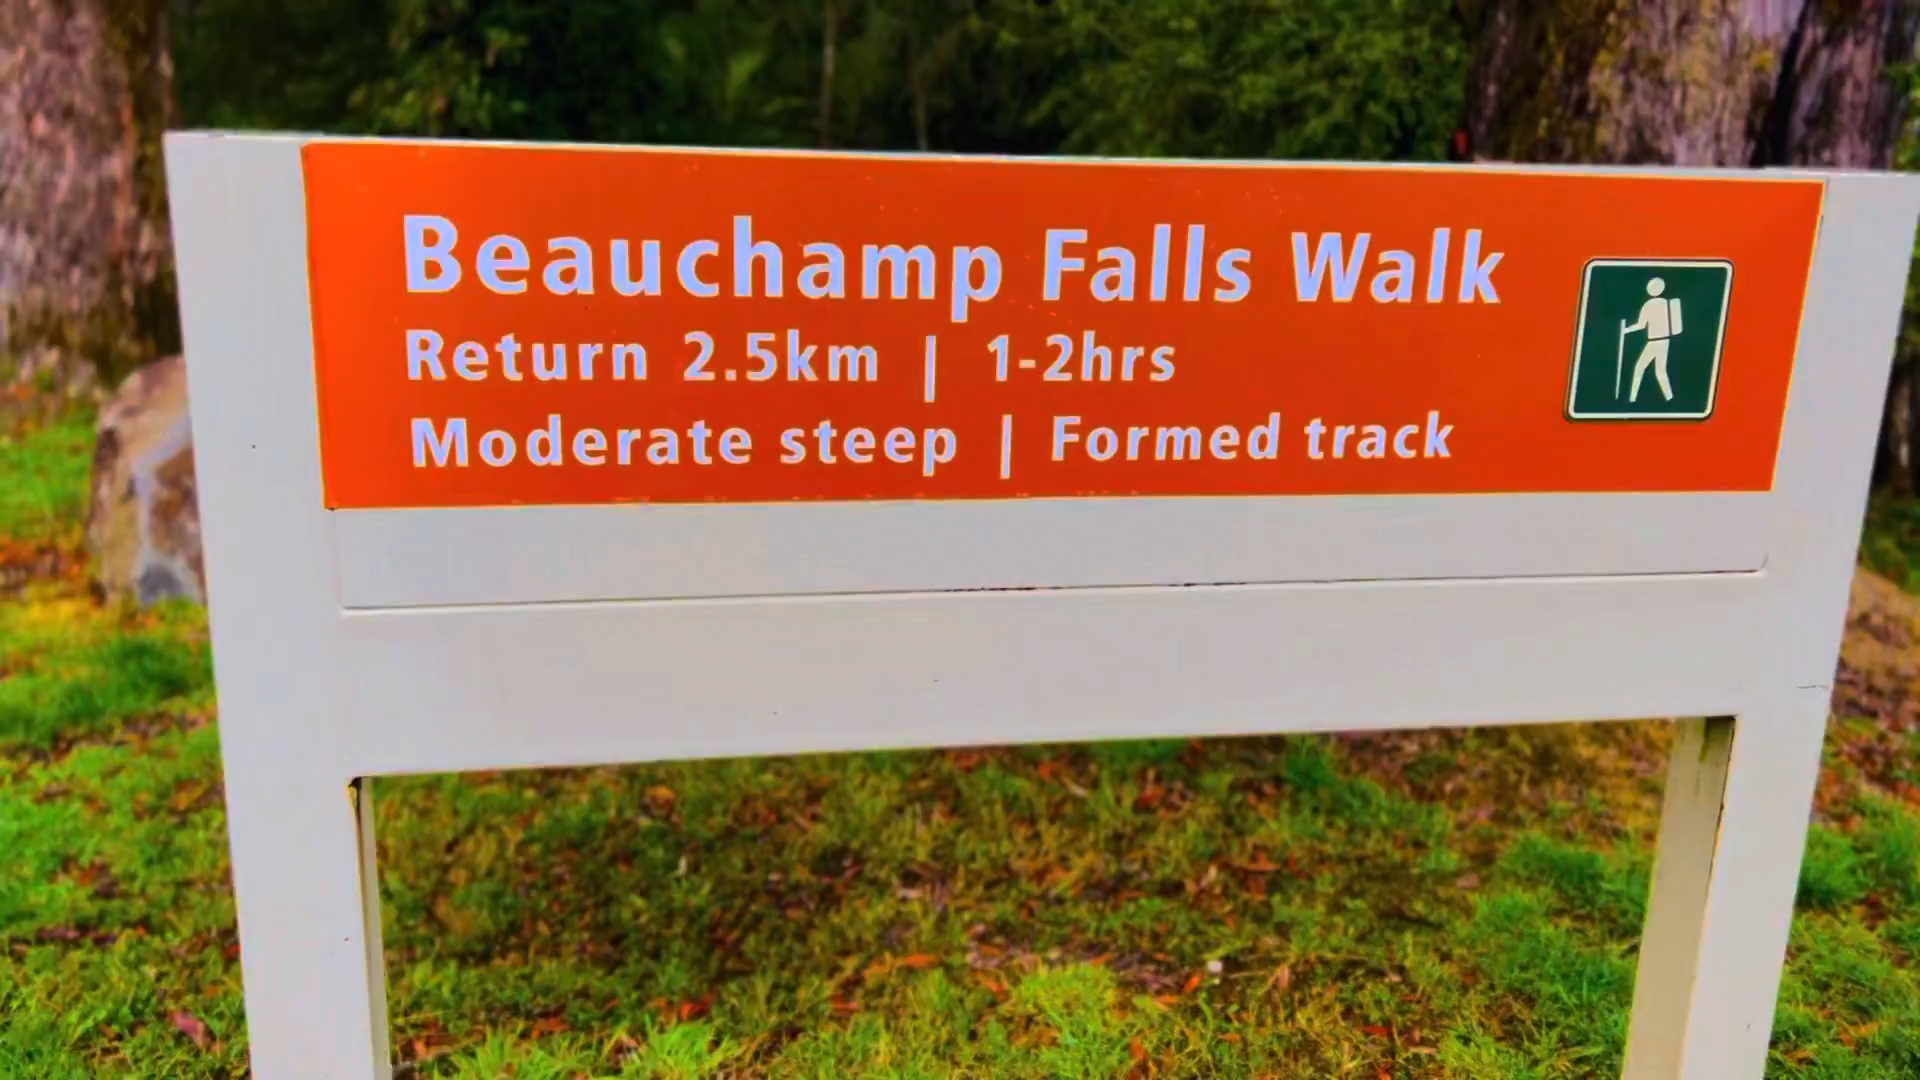 Beauchamp Falls Walk
Return 2.5km | 1-2hrs
Moderate steep | Formed track